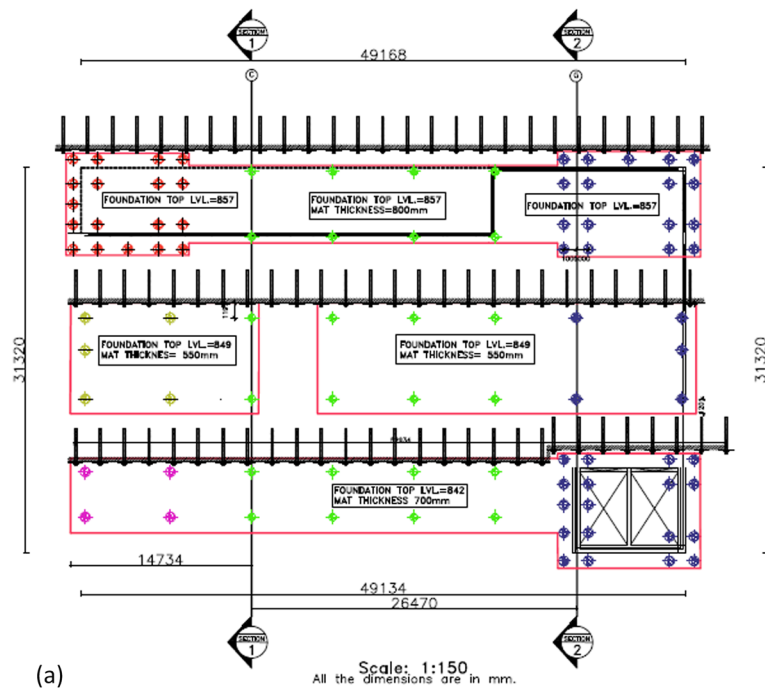 SECTION
1
SECTION
2
49168
C
G
FOUNDATION TOP LVL.=857
FOUNDATION TOP LVL.=857
MAT THICKNESS=800mm
FOUNDATION TOP LVL.=857
31320
31320
FOUNDATION TOP LVL.=849
MAT THICKNES= 550mm
FOUNDATION TOP LVL.=849
MAT THICKNESS= 550mm
FOUNDATION TOP LVL.=842
MAT THICKNESS 700mm
14734
49134
26470
SECTION
1
SECTION
2
(a)
Scale: 1:150
All the dimensions are in mm.